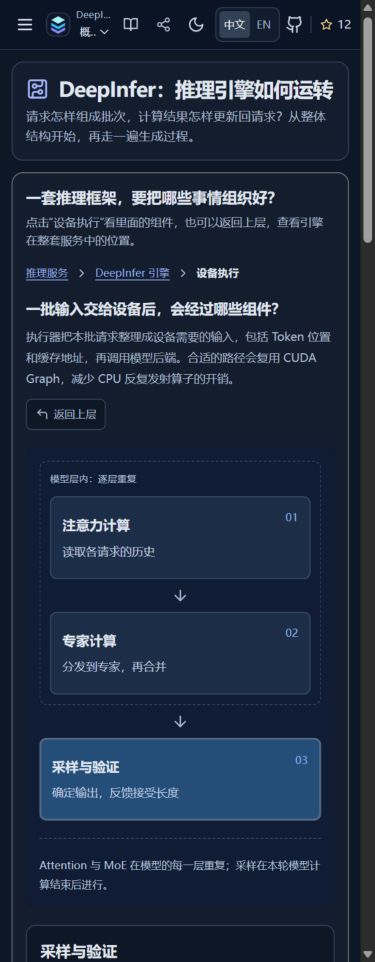 DeepI...
概..
中文 EN
12
DeepInfer：推理引擎如何运转
请求怎样组成批次，计算结果怎样更新回请求？从整体
结构开始，再走一遍生成过程。
一套推理框架，要把哪些事情组织好？
点击“设备执行”看里面的组件，也可以返回上层，查看引擎
在整套服务中的位置。
推理服务 > DeepInfer 引擎 > 设备执行
一批输入交给设备后，会经过哪些组件？
执行器把本批请求整理成设备需要的输入，包括 Token 位置
和缓存地址，再调用模型后端。合适的路径会复用 CUDA
Graph，减少 CPU 反复发射算子的开销。
返回上层
模型层内：逐层重复
注意力计算 01
读取各请求的历史
专家计算 02
分发到专家，再合并
采样与验证 03
确定输出，反馈接受长度
Attention 与 MoE 在模型的每一层重复；采样在本轮模型计
算结束后进行。
采样与验证